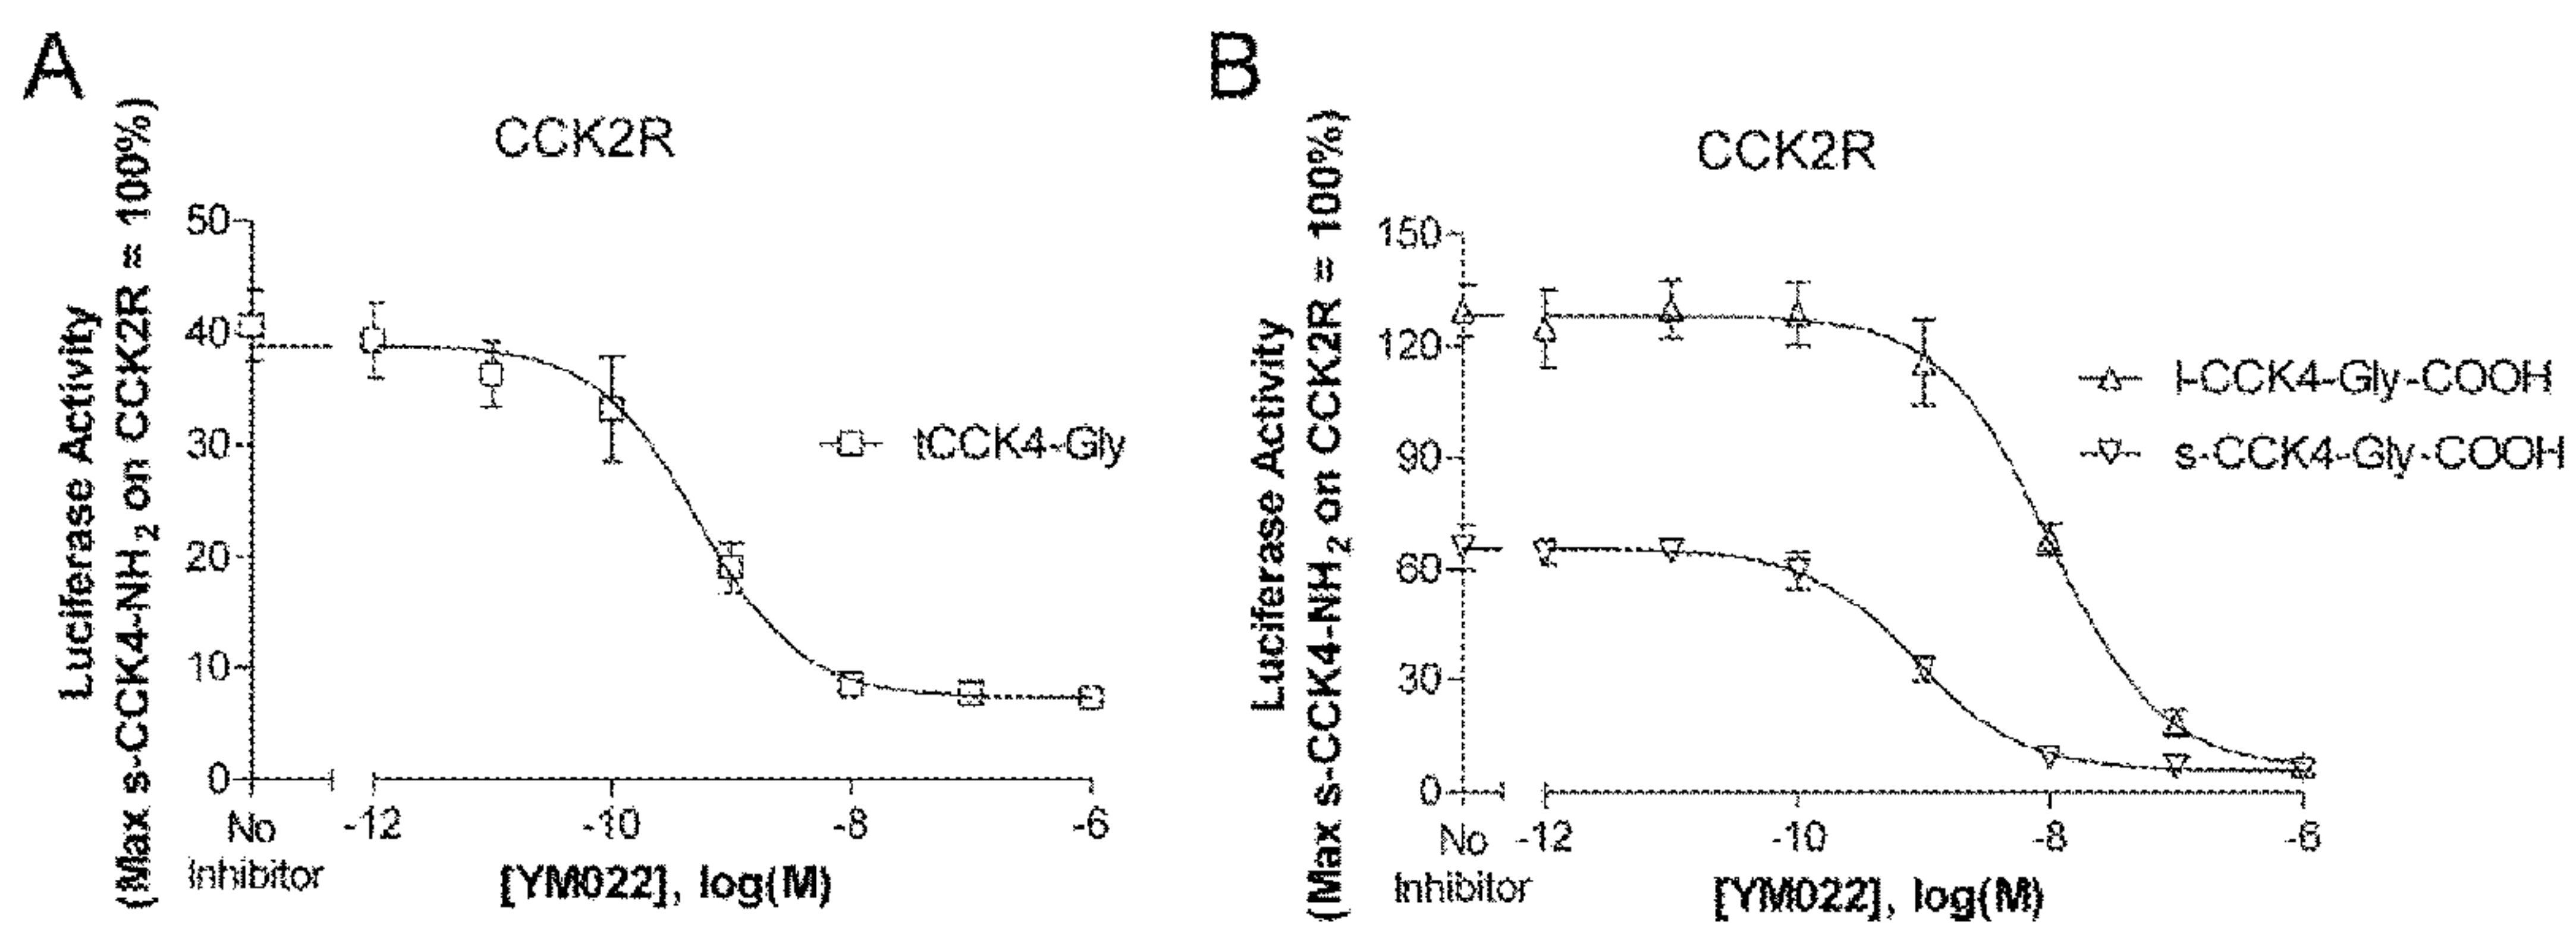 A
CCK2R
Luciferase Activity
(Max s-CCK4-NH2 on CCK2R = 100%)
50
40
30
20
10
0
tCCK4-Gly
No Inhibitor
-12
-10
-8
-6
[YM022], log(M)
B
CCK2R
Luciferase Activity
(Max s-CCK4-NH2 on CCK2R = 100%)
150
120
90
60
30
0
l-CCK4-Gly-COOH
s-CCK4-Gly-COOH
No Inhibitor
-12
-10
-8
-6
[YM022], log(M)